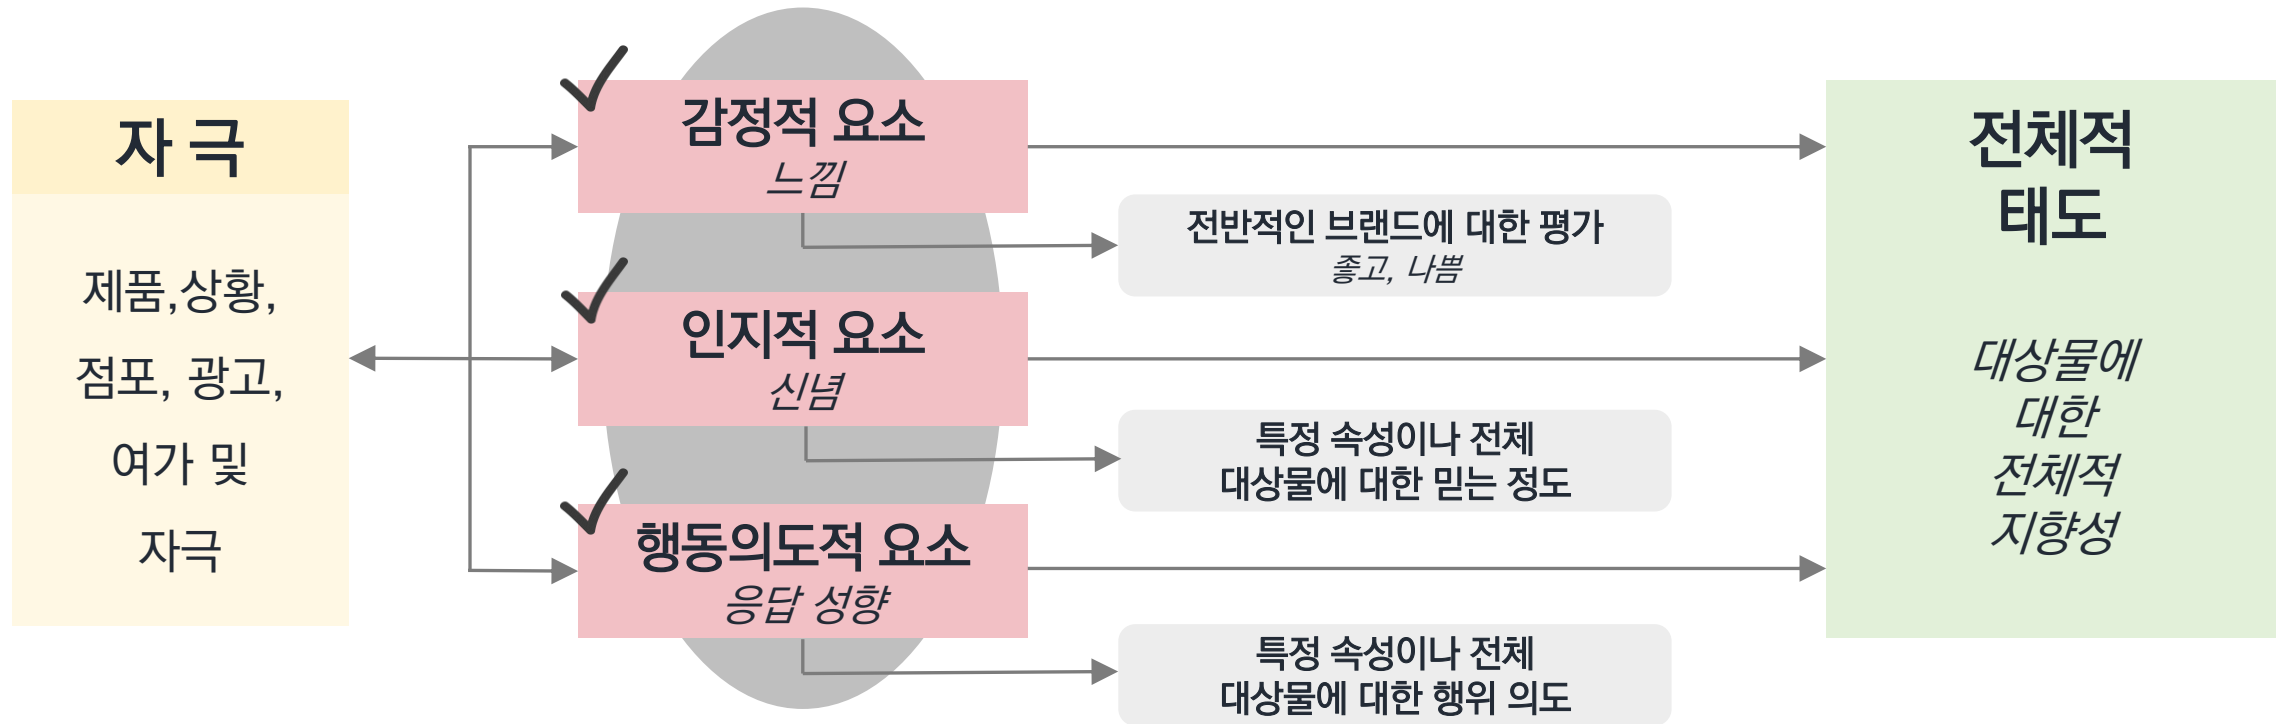 자 극
제품,상황,
점포, 광고,
여가 및
자극
감정적 요소
느낌
전반적인 브랜드에 대한 평가
좋고, 나쁨
인지적 요소
신념
특정 속성이나 전체
대상물에 대한 믿는 정도
행동의도적 요소
응답 성향
특정 속성이나 전체
대상물에 대한 행위 의도
전체적
태도
대상물에
대한
전체적
지향성